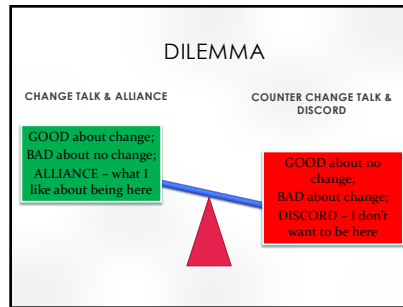 DILEMMA
CHANGE TALK & ALLIANCE
GOOD about change;
BAD about no change;
ALLIANCE – what I
like about being here
COUNTER CHANGE TALK &
DISCORD
GOOD about no
change;
BAD about change;
DISCORD – I don't
want to be here